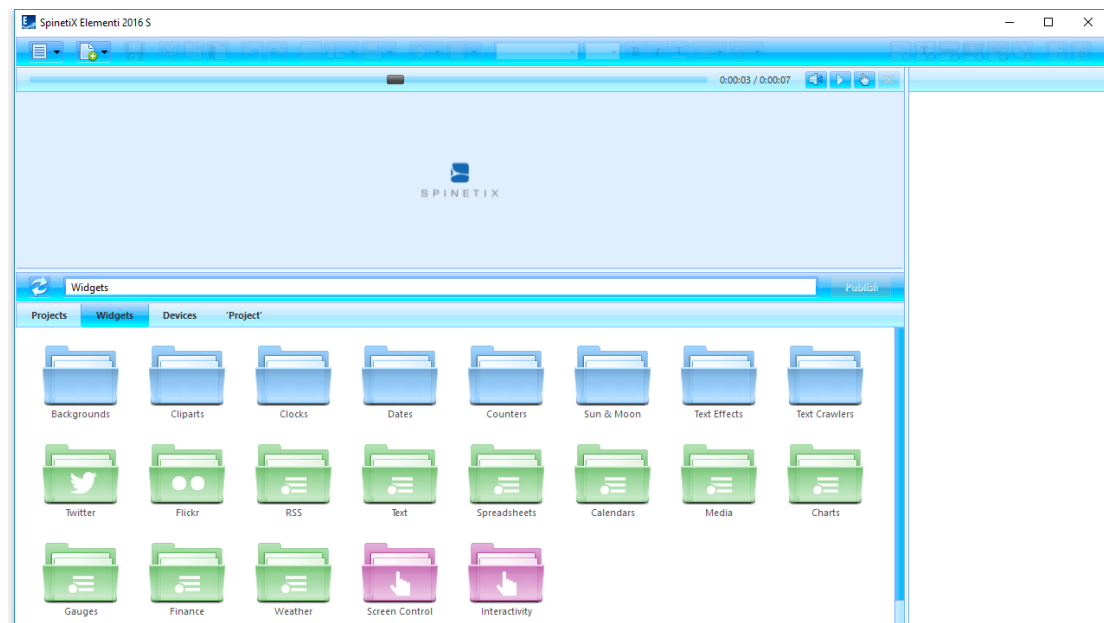 SpinetiX Elementi 2016 S
B I T
0:00:03 / 0:00:07
SPINETIX
Widgets
Publish
Projects Widgets Devices 'Project'
Backgrounds Cliparts Clocks Dates Counters Sun & Moon Text Effects Text Crawlers
Twitter Flickr RSS Text Spreadsheets Calendars Media Charts
Gauges Finance Weather Screen Control Interactivity